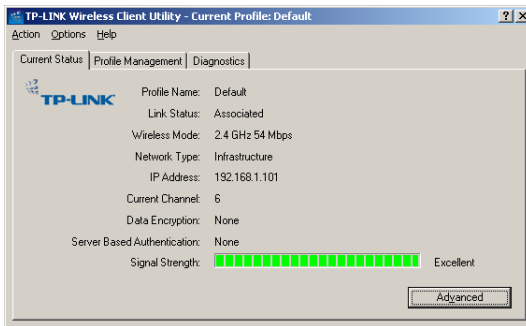 TP-LINK Wireless Client Utility - Current Profile: Default
Action Options Help
Current Status Profile Management Diagnostics
TP-LINK
Profile Name: Default
Link Status: Associated
Wireless Mode: 2.4 GHz 54 Mbps
Network Type: Infrastructure
IP Address: 192.168.1.101
Current Channel: 6
Data Encryption: None
Server Based Authentication: None
Signal Strength: Excellent
Advanced